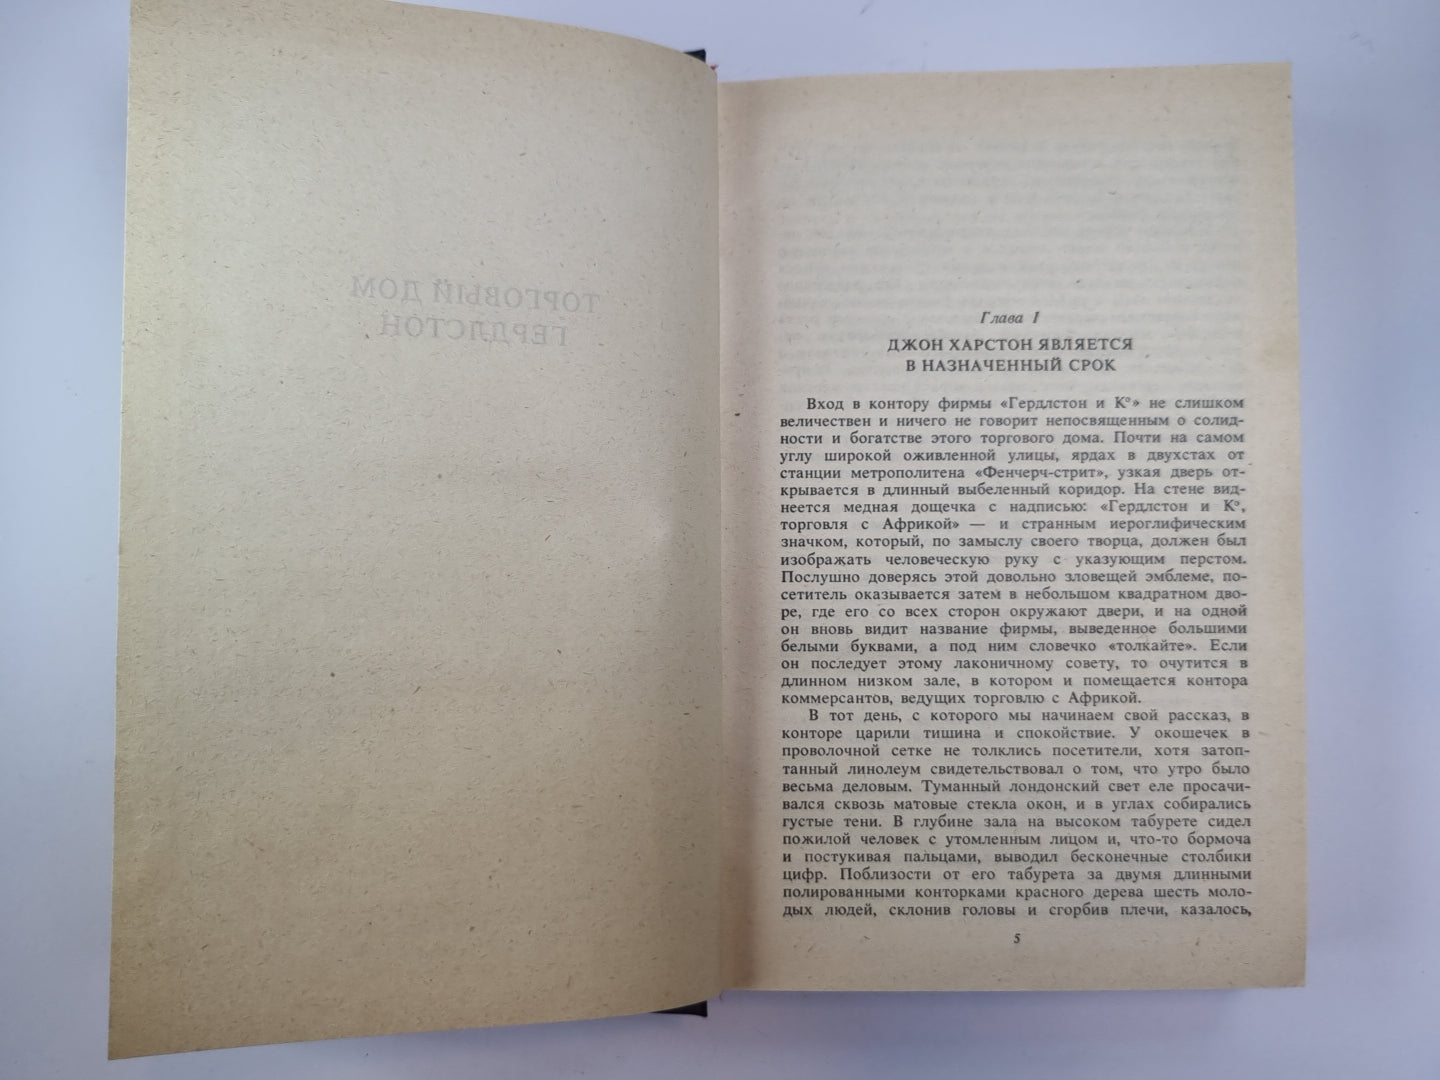 ТОРГОВЫЙ ДОМ
ГЕРДЛСТОН
Глава I
ДЖОН ХАРСТОН ЯВЛЯЕТСЯ
В НАЗНАЧЕННЫЙ СРОК
Вход в контору фирмы «Гердлстон и К°» не слишком
величествен и ничего не говорит непосвященным о солид-
ности и богатстве этого торгового дома. Почти на самом
углу широкой оживленной улицы, ярдах в двухстах от
станции метрополитена «Фенчерч-стрит», узкая дверь от-
крывается в длинный выбеленный коридор. На стене вид-
неется медная дощечка с надписью: «Гердлстон и К°,
торговля с Африкой» — и странным иероглифическим
значком, который, по замыслу своего творца, должен был
изображать человеческую руку с указующим перстом.
Послушно доверясь этой довольно зловещей эмблеме, по-
сетитель оказывается затем в небольшом квадратном дво-
ре, где его со всех сторон окружают двери, и на одной
он вновь видит название фирмы, выведенное большими
белыми буквами, а под ним словечко «толкайте». Если
он последует этому лаконичному совету, то очутится в
длинном низком зале, в котором и помещается контора
коммерсантов, ведущих торговлю с Африкой.
В тот день, с которого мы начинаем свой рассказ, в
конторе царили тишина и спокойствие. У окошечек в
проволочной сетке не толклись посетители, хотя затоп-
танный линолеум свидетельствовал о том, что утро было
весьма деловым. Туманный лондонский свет еле просачи-
вался сквозь матовые стекла окон, и в углах собирались
густые тени. В глубине зала на высоком табурете сидел
пожилой человек с утомленным лицом и, что-то бормоча
и постукивая пальцами, выводил бесконечные столбики
цифр. Поблизости от его табурета за двумя длинными
полированными конторками красного дерева шесть моло-
дых людей, склонив головы и сгорбив плечи, казалось,
5